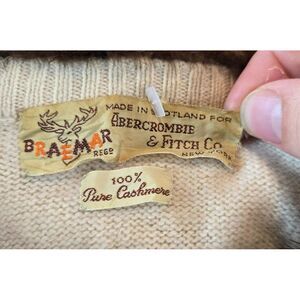 BRAEMAR
REGD
MADE IN SCOTLAND FOR
ABERCROMBIE
& FITCH CO.
NEW YORK
100%
Pure Cashmere